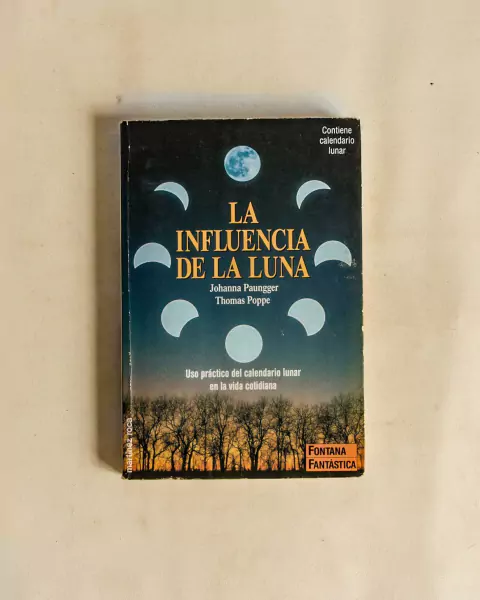 Contiene
calendario
lunar
LA
INFLUENCIA
DE LA LUNA
Johanna Paungger
Thomas Poppe
Uso práctico del calendario lunar
en la vida cotidiana
martínez roca
FONTANA
FANTÁSTICA